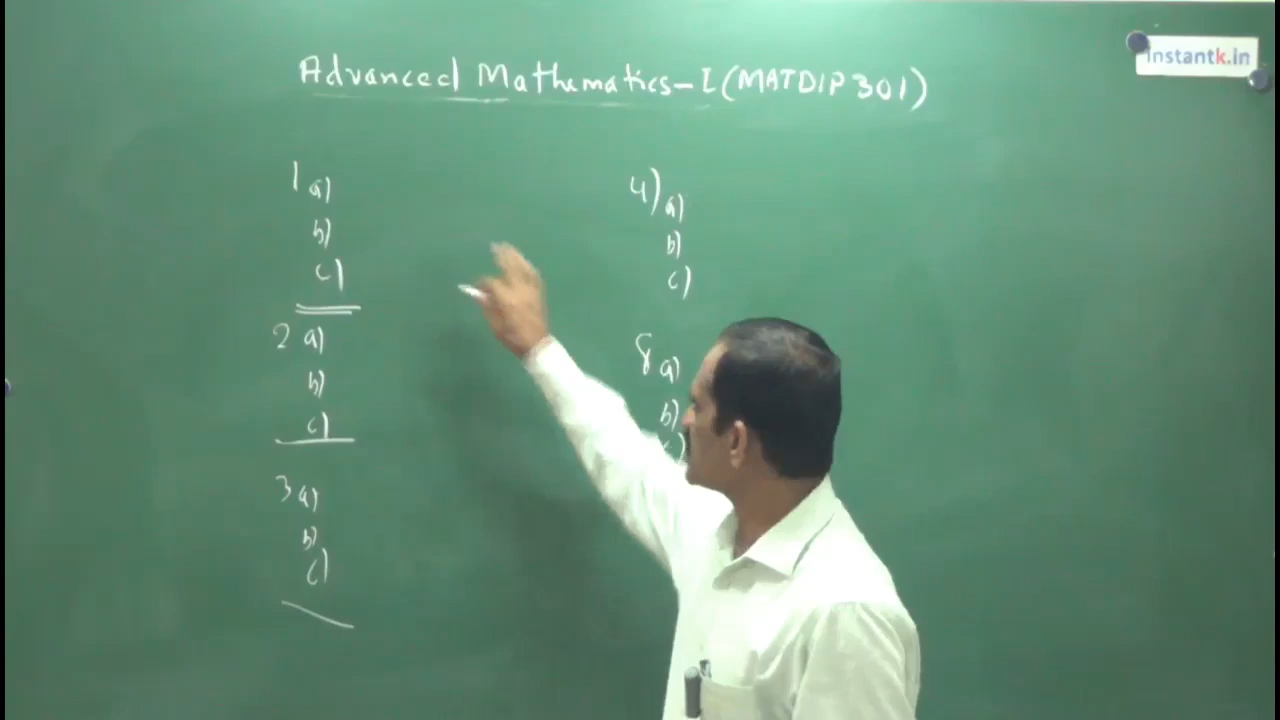 Advanced Mathematics-I (MATDIP301)
instantk.in
1 a)
b)
c)
2 a)
b)
c)
3 a)
b)
c)
4) a)
b)
c)
8 a)
b)
c)